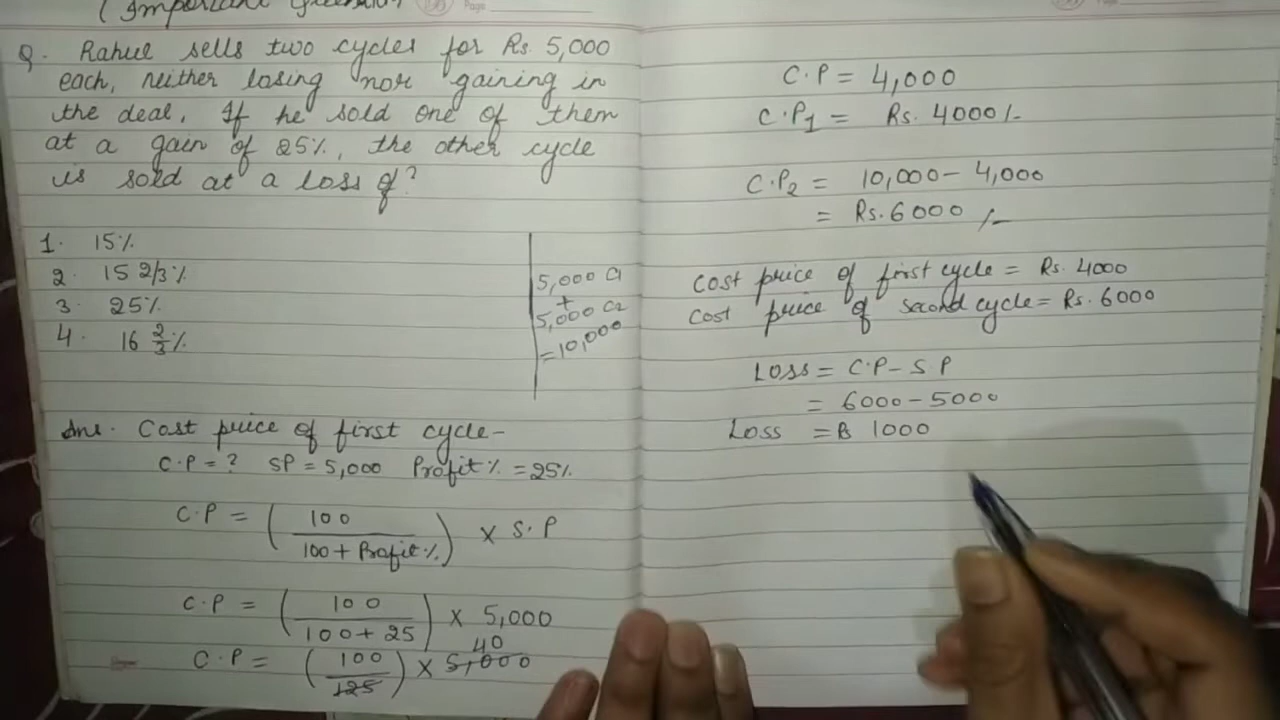 (Important Question
Page
Page
Q. Rahul sells two cycles for Rs. 5,000
each, neither losing nor gaining in
the deal. If he sold one of them
at a gain of 25%, the other cycle
is sold at a loss of?
1. 15%
2. 15 2/3%
3. 25%
4. 16 2/3%
5,000 C1
+
5,000 C2
=10,000
Ans. Cost price of first cycle-
C.P = ? SP = 5,000 Profit% = 25%
C.P = (100/100 + Profit%) × S.P
C.P = (100/100 + 25) × 5,000
40
C.P = (100/125) × 5,000
C.P = 4,000
C.P1 = Rs. 4000/-
C.P2 = 10,000 - 4,000
= Rs. 6000 /-
Cost price of first cycle = Rs. 4000
Cost price of second cycle = Rs. 6000
Loss = C.P - S.P
= 6000 - 5000
Loss = Rs 1000